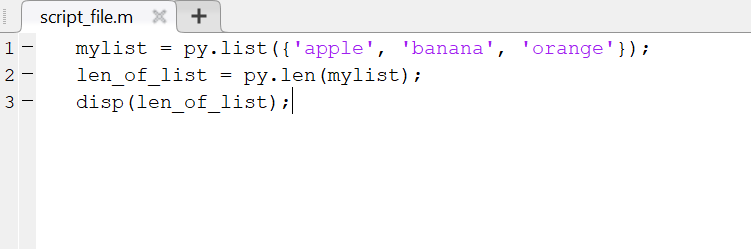 script_file.m
1 mylist = py.list({'apple', 'banana', 'orange'});
2 len_of_list = py.len(mylist);
3 disp(len_of_list);